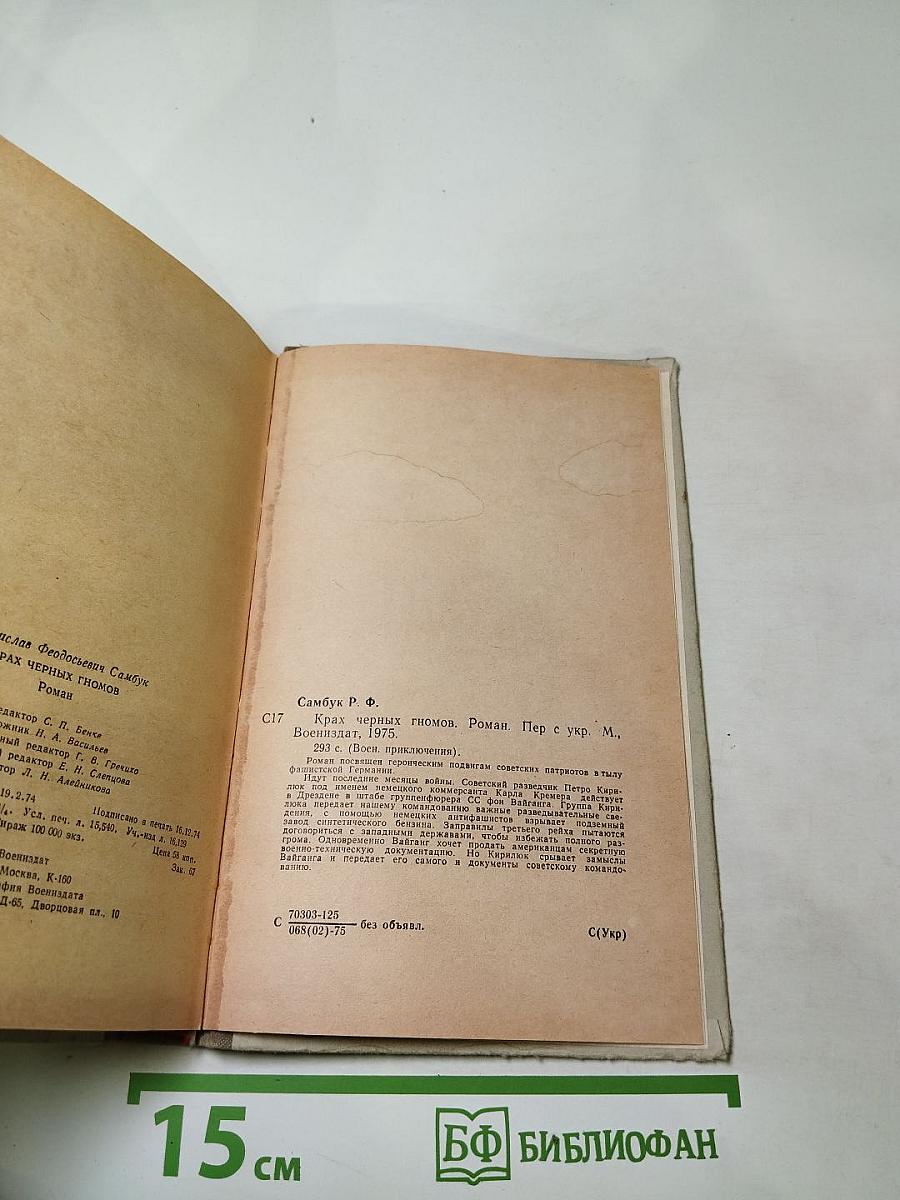 ислав Феодосьевич Самбук
РАХ ЧЕРНЫХ ГНОМОВ
Роман
едактор С. П. Бенке
ожник Н. А. Васильев
ный редактор Г. В. Гречихо
й редактор Е. Н. Слепцова
тор Л. Н. Алейникова
19.2.74
Подписано в печать 16.12.74
Усл. печ. л. 15,540. Уч.-изд л. 16,129
ираж 100 000 экз.
Цена 58 коп.
Зак. 67
Воениздат
Москва, К-160
фия Воениздата
Д-65, Дворцовая пл., 10
Самбук Р. Ф.
С17 Крах черных гномов. Роман. Пер с укр. М.,
Воениздат, 1975.
293 с. (Воен. приключения).
Роман посвящен героическим подвигам советских патриотов в тылу
фашистской Германии.
Идут последние месяцы войны. Советский разведчик Петро Кири-
люк под именем немецкого коммерсанта Карла Кремера действует
в Дрездене в штабе группенфюрера СС фон Вайганга. Группа Кири-
люка передает нашему командованию важные разведывательные све-
дения, с помощью немецких антифашистов взрывает подземный
завод синтетического бензина. Заправилы третьего рейха пытаются
договориться с западными державами, чтобы избежать полного раз-
грома. Одновременно Вайганг хочет продать американцам секретную
военно-техническую документацию. Но Кирилюк срывает замыслы
Вайганга и передает его самого и документы советскому командо-
ванию.
С 70303-125
068(02)-75 без объявл.
С(Укр)
15 см
БФ БИБЛИОФАН